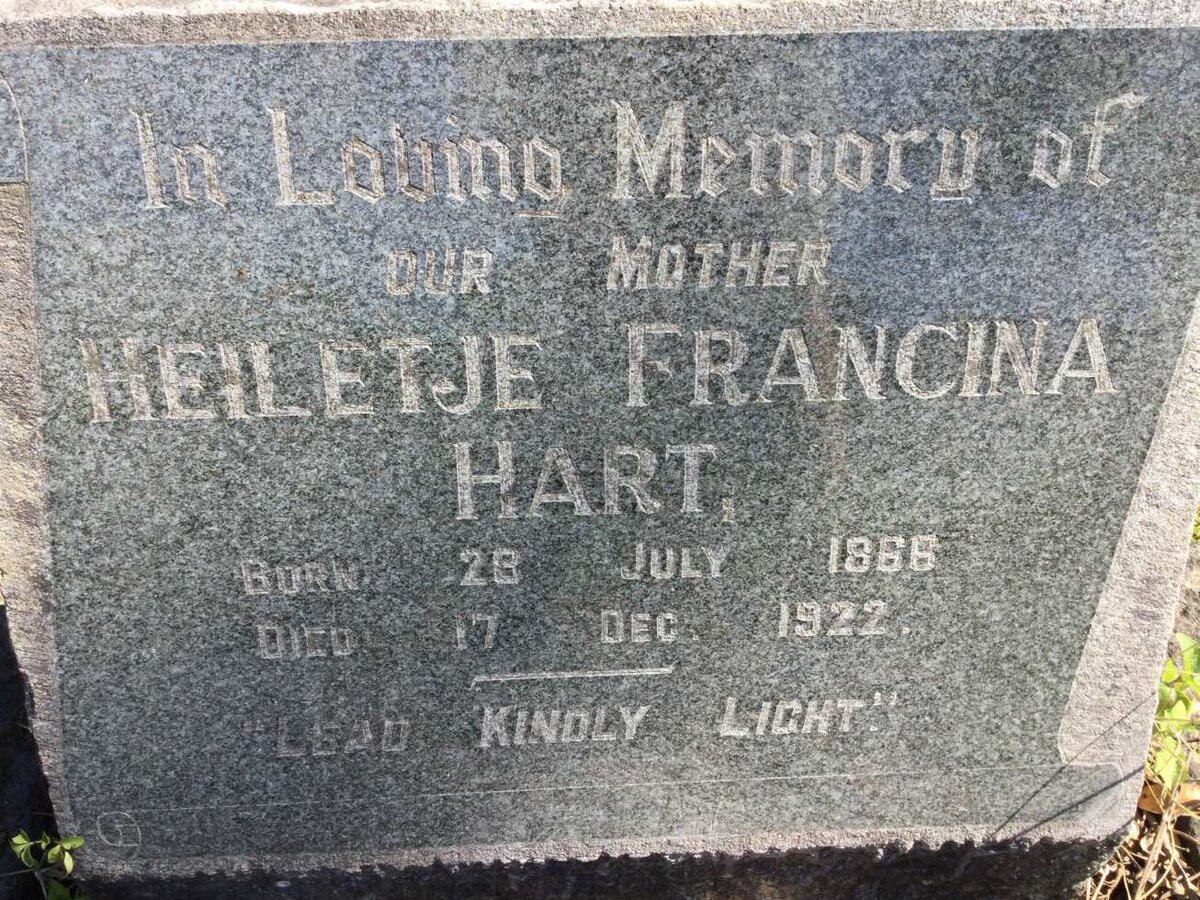 In Loving Memory of
OUR MOTHER
HEILETJE FRANCINA
HART,
BORN 28 JULY 1866
DIED 17 DEC. 1922.
"LEAD KINDLY LIGHT."